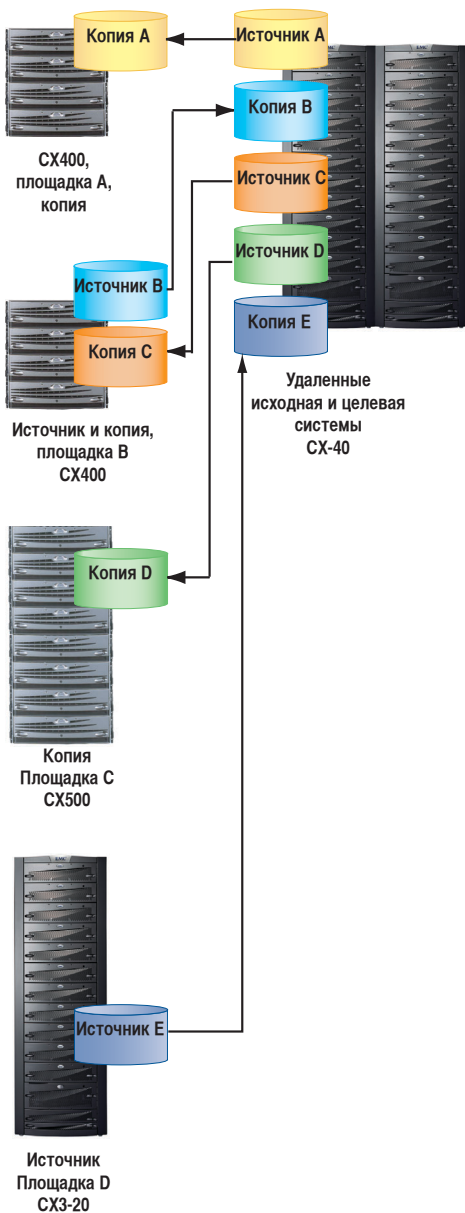 Копия A
Источник A
Копия B
CX400,
площадка A,
копия
Источник C
Источник D
Источник B
Копия C
Копия E
Удаленные
исходная и целевая
системы
CX-40
Источник и копия,
площадка B
CX400
Копия D
Копия
Площадка C
CX500
Источник E
Источник
Площадка D
CX3-20